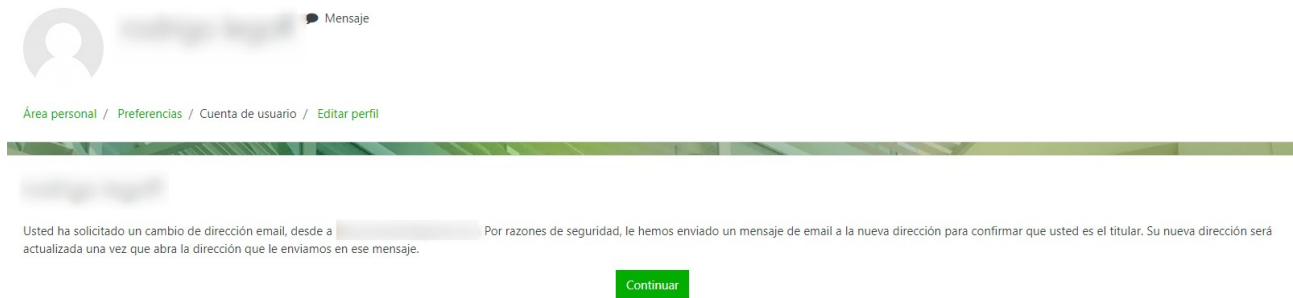 Mensaje
Área personal / Preferencias / Cuenta de usuario / Editar perfil
Usted ha solicitado un cambio de dirección email, desde a Por razones de seguridad, le hemos enviado un mensaje de email a la nueva dirección para confirmar que usted es el titular. Su nueva dirección será
actualizada una vez que abra la dirección que le enviamos en ese mensaje.
Continuar